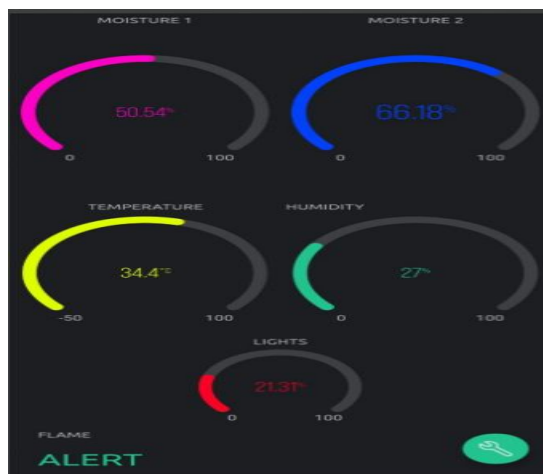 MOISTURE 1 MOISTURE 2
50.54% 66.18%
0 100 0 100
TEMPERATURE HUMIDITY
34.4°C 27%
-50 100 0 100
LIGHTS
21.31%
0 100
FLAME
ALERT